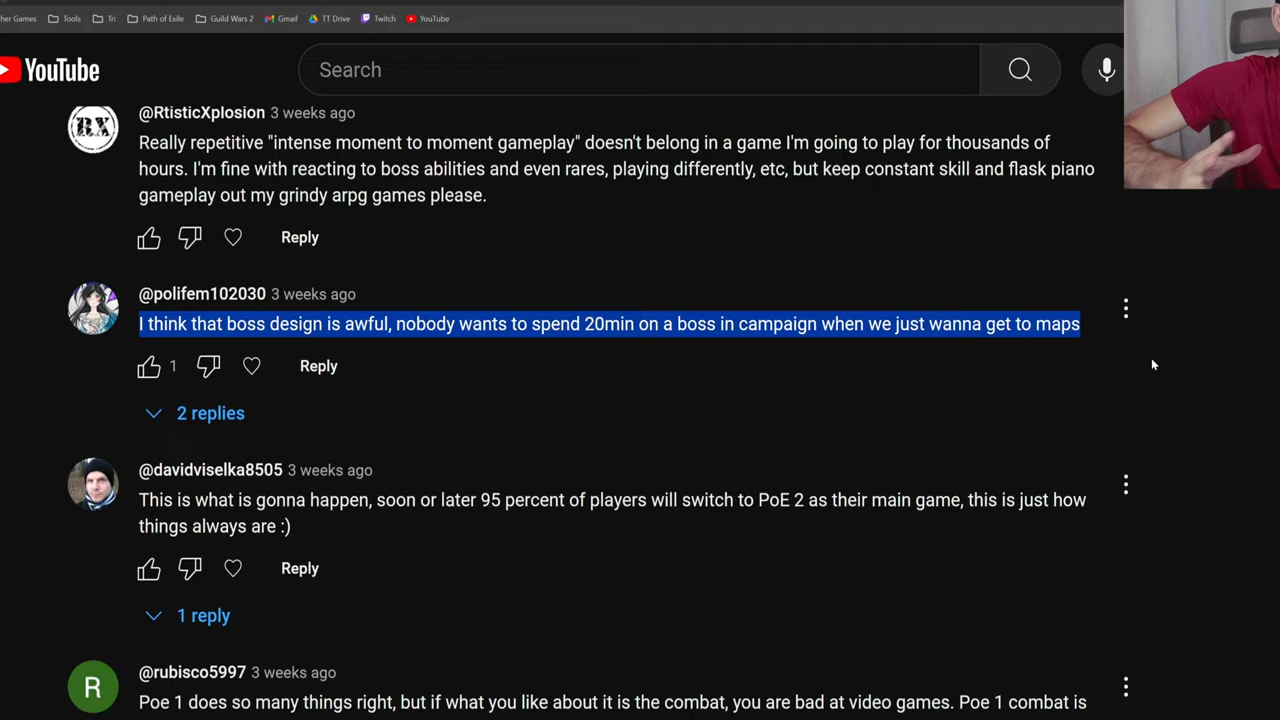 her Games Tools Tri Path of Exile Guild Wars 2 Gmail TT Drive Twitch YouTube
YouTube Search
@RtisticXplosion 3 weeks ago
RX
Really repetitive "intense moment to moment gameplay" doesn't belong in a game I'm going to play for thousands of
hours. I'm fine with reacting to boss abilities and even rares, playing differently, etc, but keep constant skill and flask piano
gameplay out my grindy arpg games please.
Reply
@polifem102030 3 weeks ago
I think that boss design is awful, nobody wants to spend 20min on a boss in campaign when we just wanna get to maps
1 Reply
2 replies
@davidviselka8505 3 weeks ago
This is what is gonna happen, soon or later 95 percent of players will switch to PoE 2 as their main game, this is just how
things always are :)
Reply
1 reply
@rubisco5997 3 weeks ago
R
Poe 1 does so many things right, but if what you like about it is the combat, you are bad at video games. Poe 1 combat is